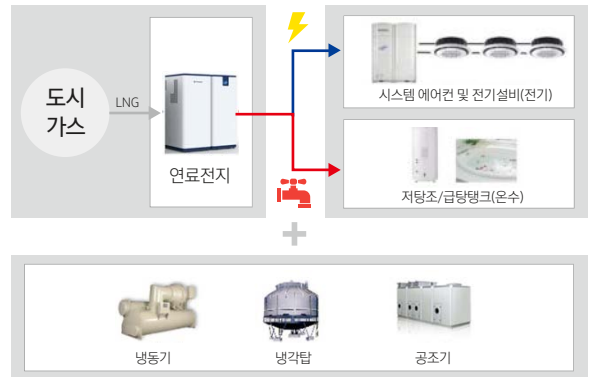 도시
가스
LNG
연료전지
시스템 에어컨 및 전기설비(전기)
저탕조/급탕탱크(온수)
냉동기
냉각탑
공조기